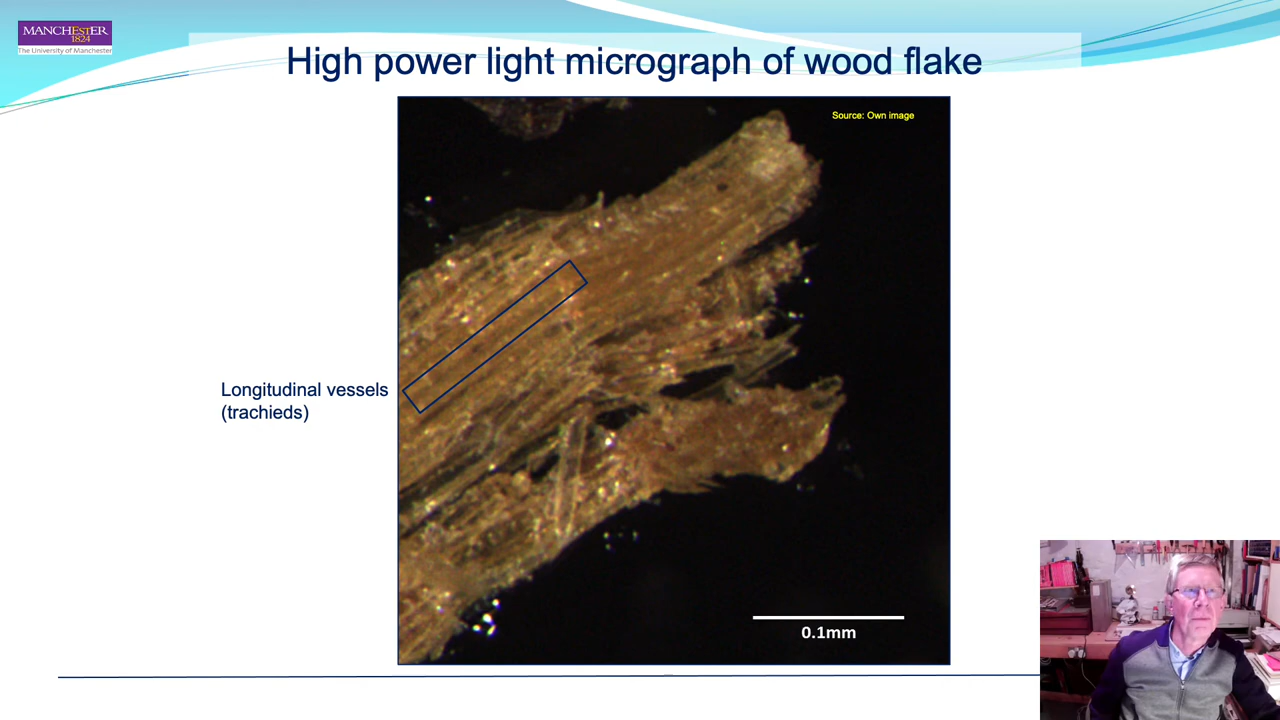 MANCHESTER
1824
The University of Manchester
High power light micrograph of wood flake
Source: Own image
Longitudinal vessels
(trachieds)
0.1mm